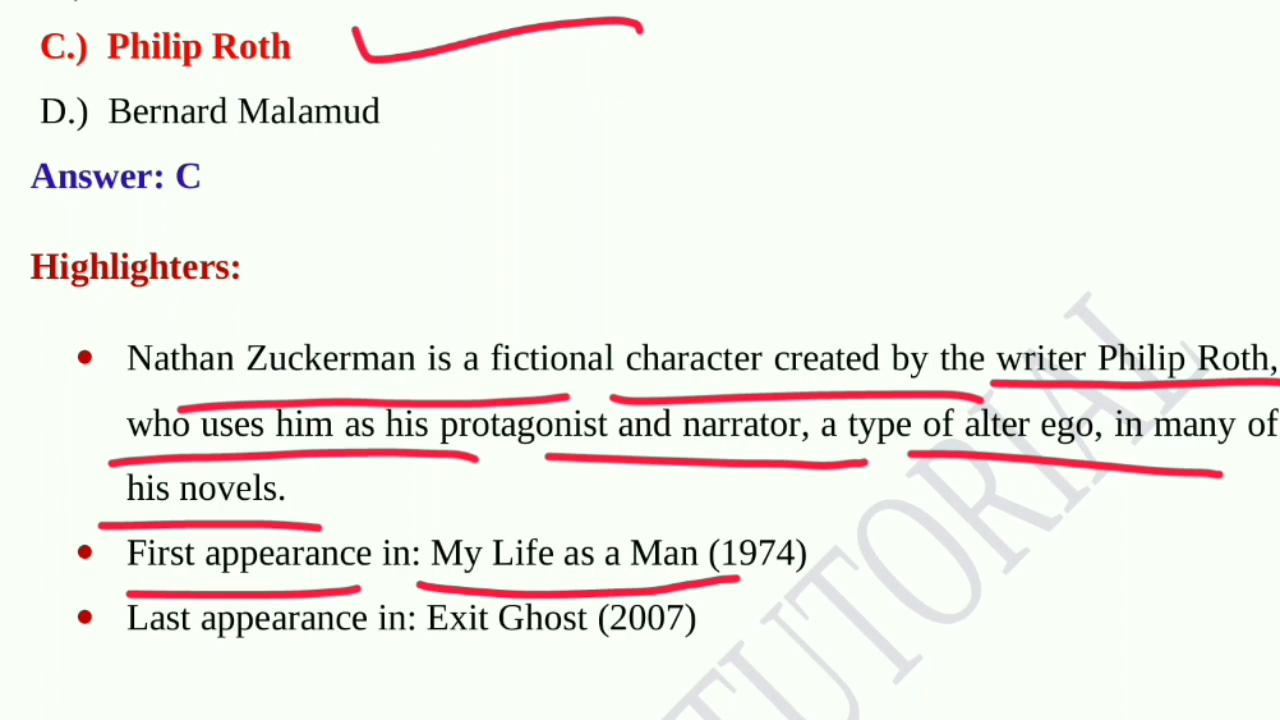 C.) Philip Roth
D.) Bernard Malamud
Answer: C
Highlighters:
• Nathan Zuckerman is a fictional character created by the writer Philip Roth,
who uses him as his protagonist and narrator, a type of alter ego, in many of
his novels.
• First appearance in: My Life as a Man (1974)
• Last appearance in: Exit Ghost (2007)
TUTORIAL